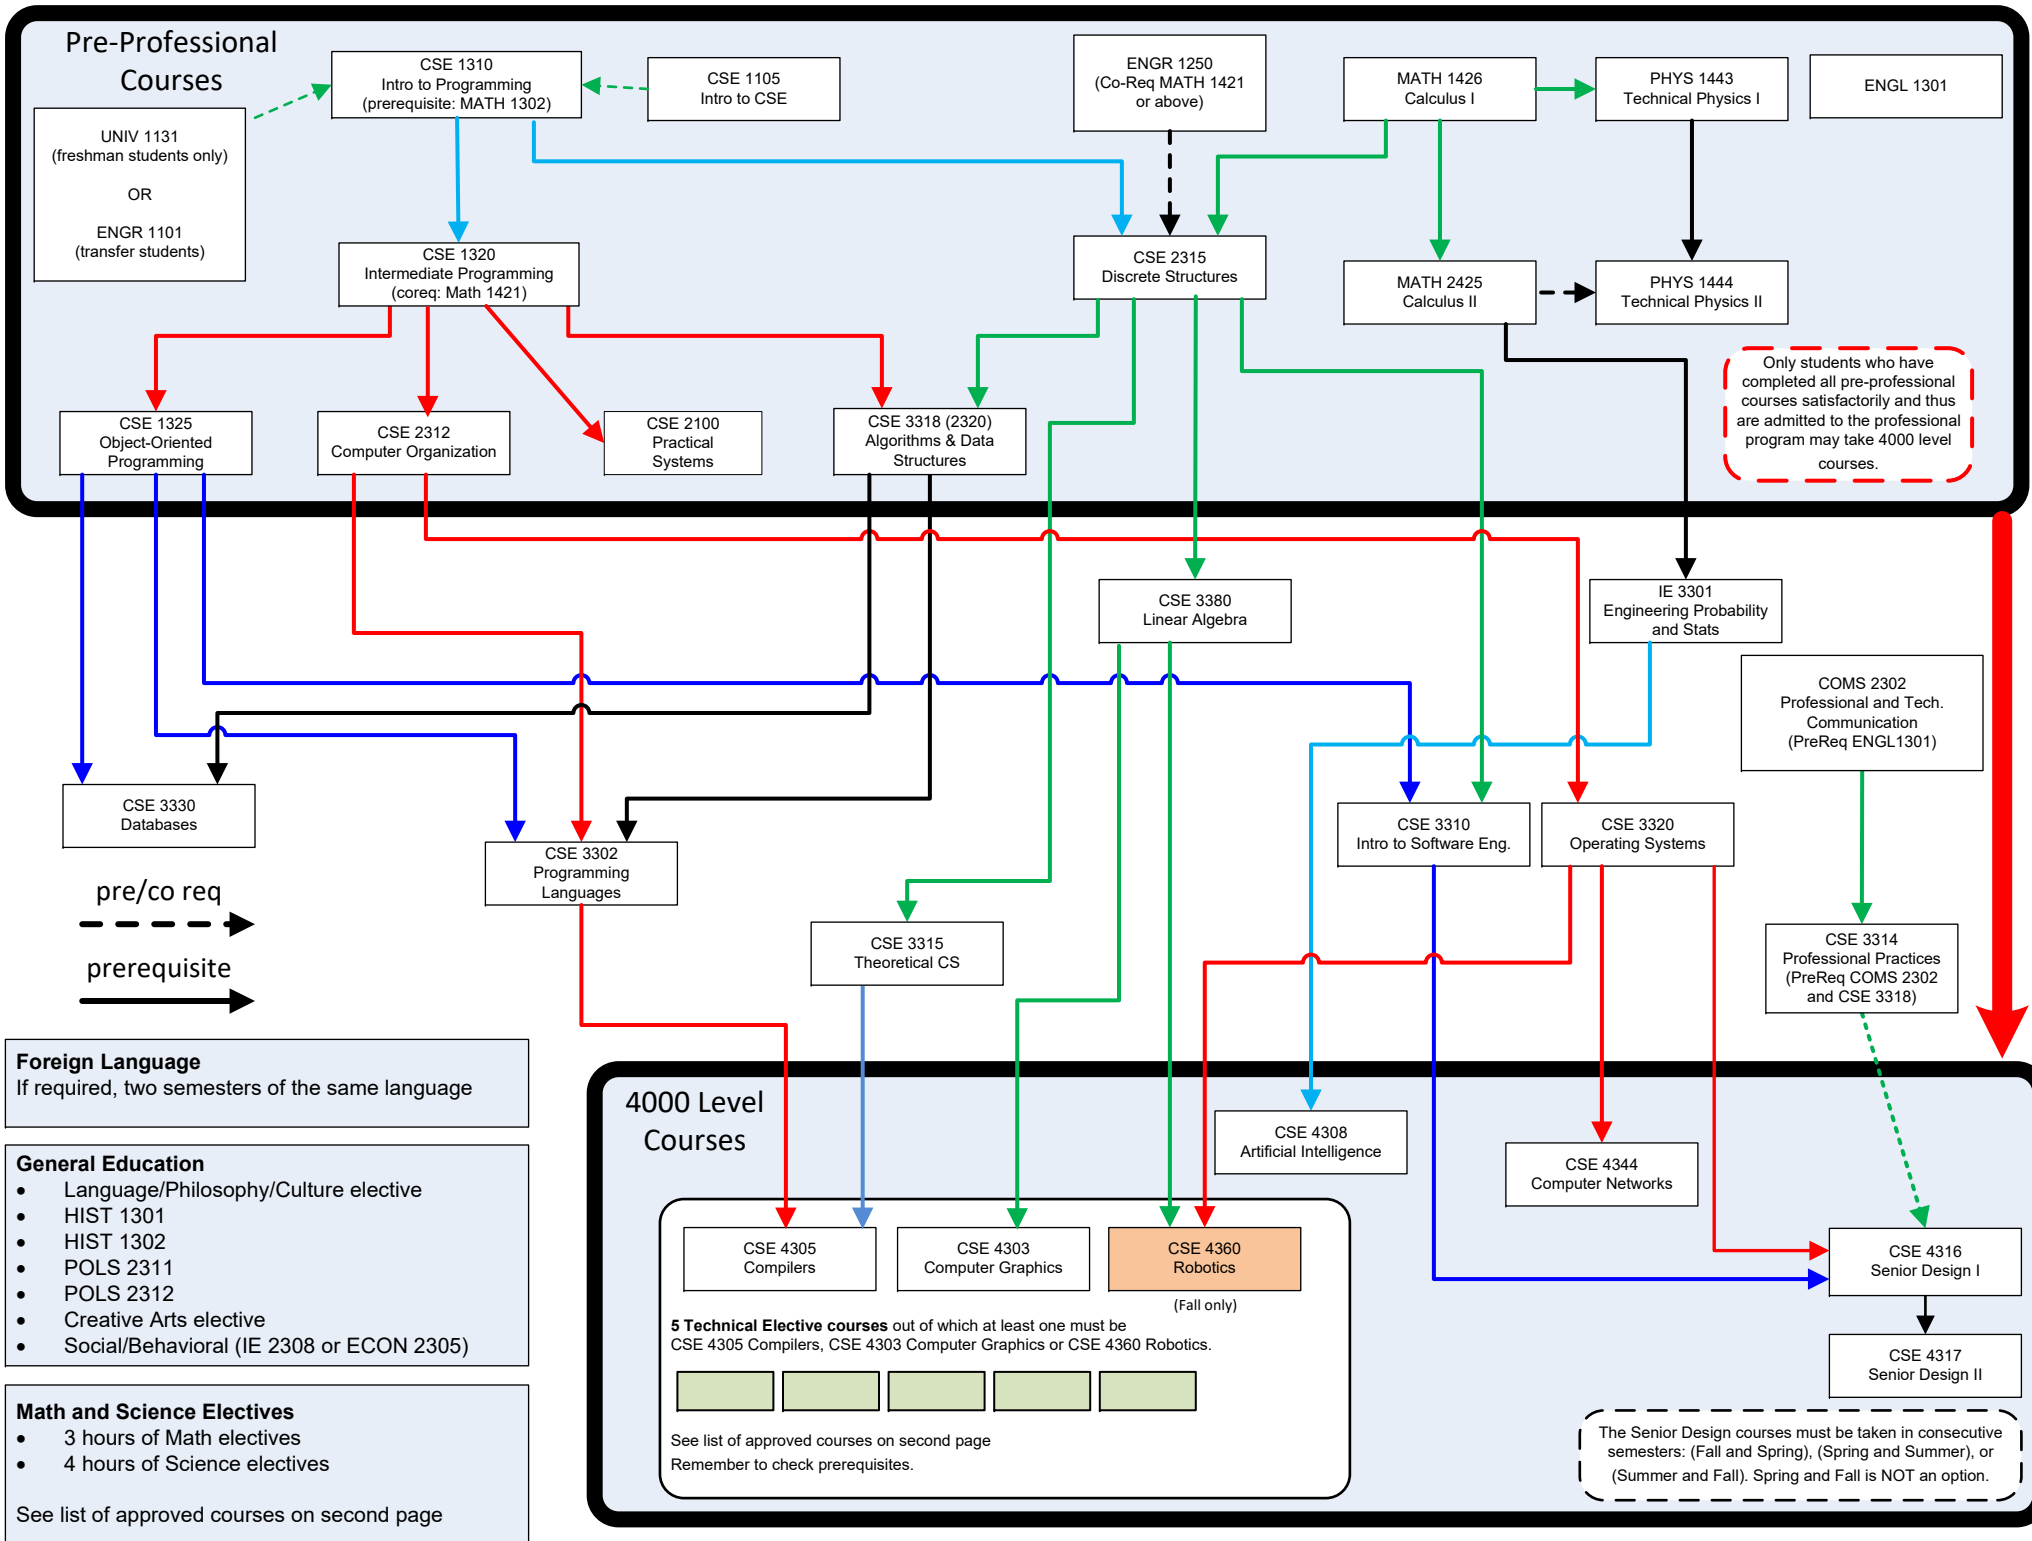 Pre-Professional
Courses
CSE 1310
Intro to Programming
(prerequisite: MATH 1302)
CSE 1105
Intro to CSE
ENGR 1250
(Co-Req MATH 1421
or above)
MATH 1426
Calculus I
PHYS 1443
Technical Physics I
ENGL 1301
UNIV 1131
(freshman students only)
OR
ENGR 1101
(transfer students)
CSE 1320
Intermediate Programming
(coreq: Math 1421)
CSE 2315
Discrete Structures
MATH 2425
Calculus II
PHYS 1444
Technical Physics II
Only students who have
completed all pre-professional
courses satisfactorily and thus
are admitted to the professional
program may take 4000 level
courses.
CSE 1325
Object-Oriented
Programming
CSE 2312
Computer Organization
CSE 2100
Practical
Systems
CSE 3318 (2320)
Algorithms & Data
Structures
CSE 3380
Linear Algebra
IE 3301
Engineering Probability
and Stats
COMS 2302
Professional and Tech.
Communication
(PreReq ENGL1301)
CSE 3330
Databases
CSE 3302
Programming
Languages
CSE 3310
Intro to Software Eng.
CSE 3320
Operating Systems
pre/co req
prerequisite
CSE 3315
Theoretical CS
CSE 3314
Professional Practices
(PreReq COMS 2302
and CSE 3318)
Foreign Language
If required, two semesters of the same language
General Education
• Language/Philosophy/Culture elective
• HIST 1301
• HIST 1302
• POLS 2311
• POLS 2312
• Creative Arts elective
• Social/Behavioral (IE 2308 or ECON 2305)
Math and Science Electives
• 3 hours of Math electives
• 4 hours of Science electives
See list of approved courses on second page
4000 Level
Courses
CSE 4308
Artificial Intelligence
CSE 4344
Computer Networks
CSE 4305
Compilers
CSE 4303
Computer Graphics
CSE 4360
Robotics
(Fall only)
CSE 4316
Senior Design I
5 Technical Elective courses out of which at least one must be
CSE 4305 Compilers, CSE 4303 Computer Graphics or CSE 4360 Robotics.
CSE 4317
Senior Design II
See list of approved courses on second page
Remember to check prerequisites.
The Senior Design courses must be taken in consecutive
semesters: (Fall and Spring), (Spring and Summer), or
(Summer and Fall). Spring and Fall is NOT an option.